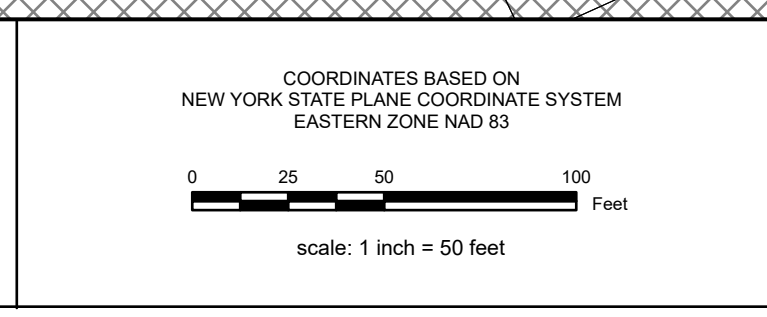 COORDINATES BASED ON
NEW YORK STATE PLANE COORDINATE SYSTEM
EASTERN ZONE NAD 83
0 25 50 100
Feet
scale: 1 inch = 50 feet